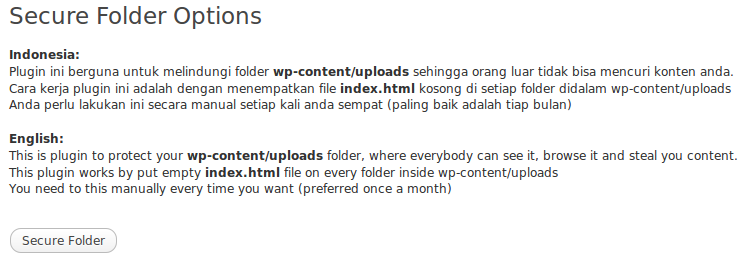 Secure Folder Options
Indonesia:
Plugin ini berguna untuk melindungi folder wp-content/uploads sehingga orang luar tidak bisa mencuri konten anda.
Cara kerja plugin ini adalah dengan menempatkan file index.html kosong di setiap folder didalam wp-content/uploads
Anda perlu lakukan ini secara manual setiap kali anda sempat (paling baik adalah tiap bulan)
English:
This is plugin to protect your wp-content/uploads folder, where everybody can see it, browse it and steal you content.
This plugin works by put empty index.html file on every folder inside wp-content/uploads
You need to this manually every time you want (preferred once a month)
Secure Folder